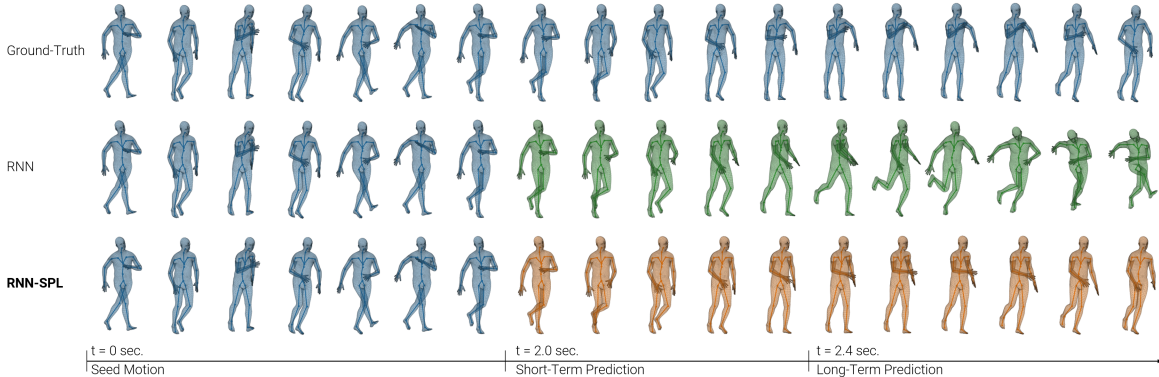 Ground-Truth
RNN
RNN-SPL
t = 0 sec.
t = 2.0 sec.
t = 2.4 sec.
Seed Motion
Short-Term Prediction
Long-Term Prediction